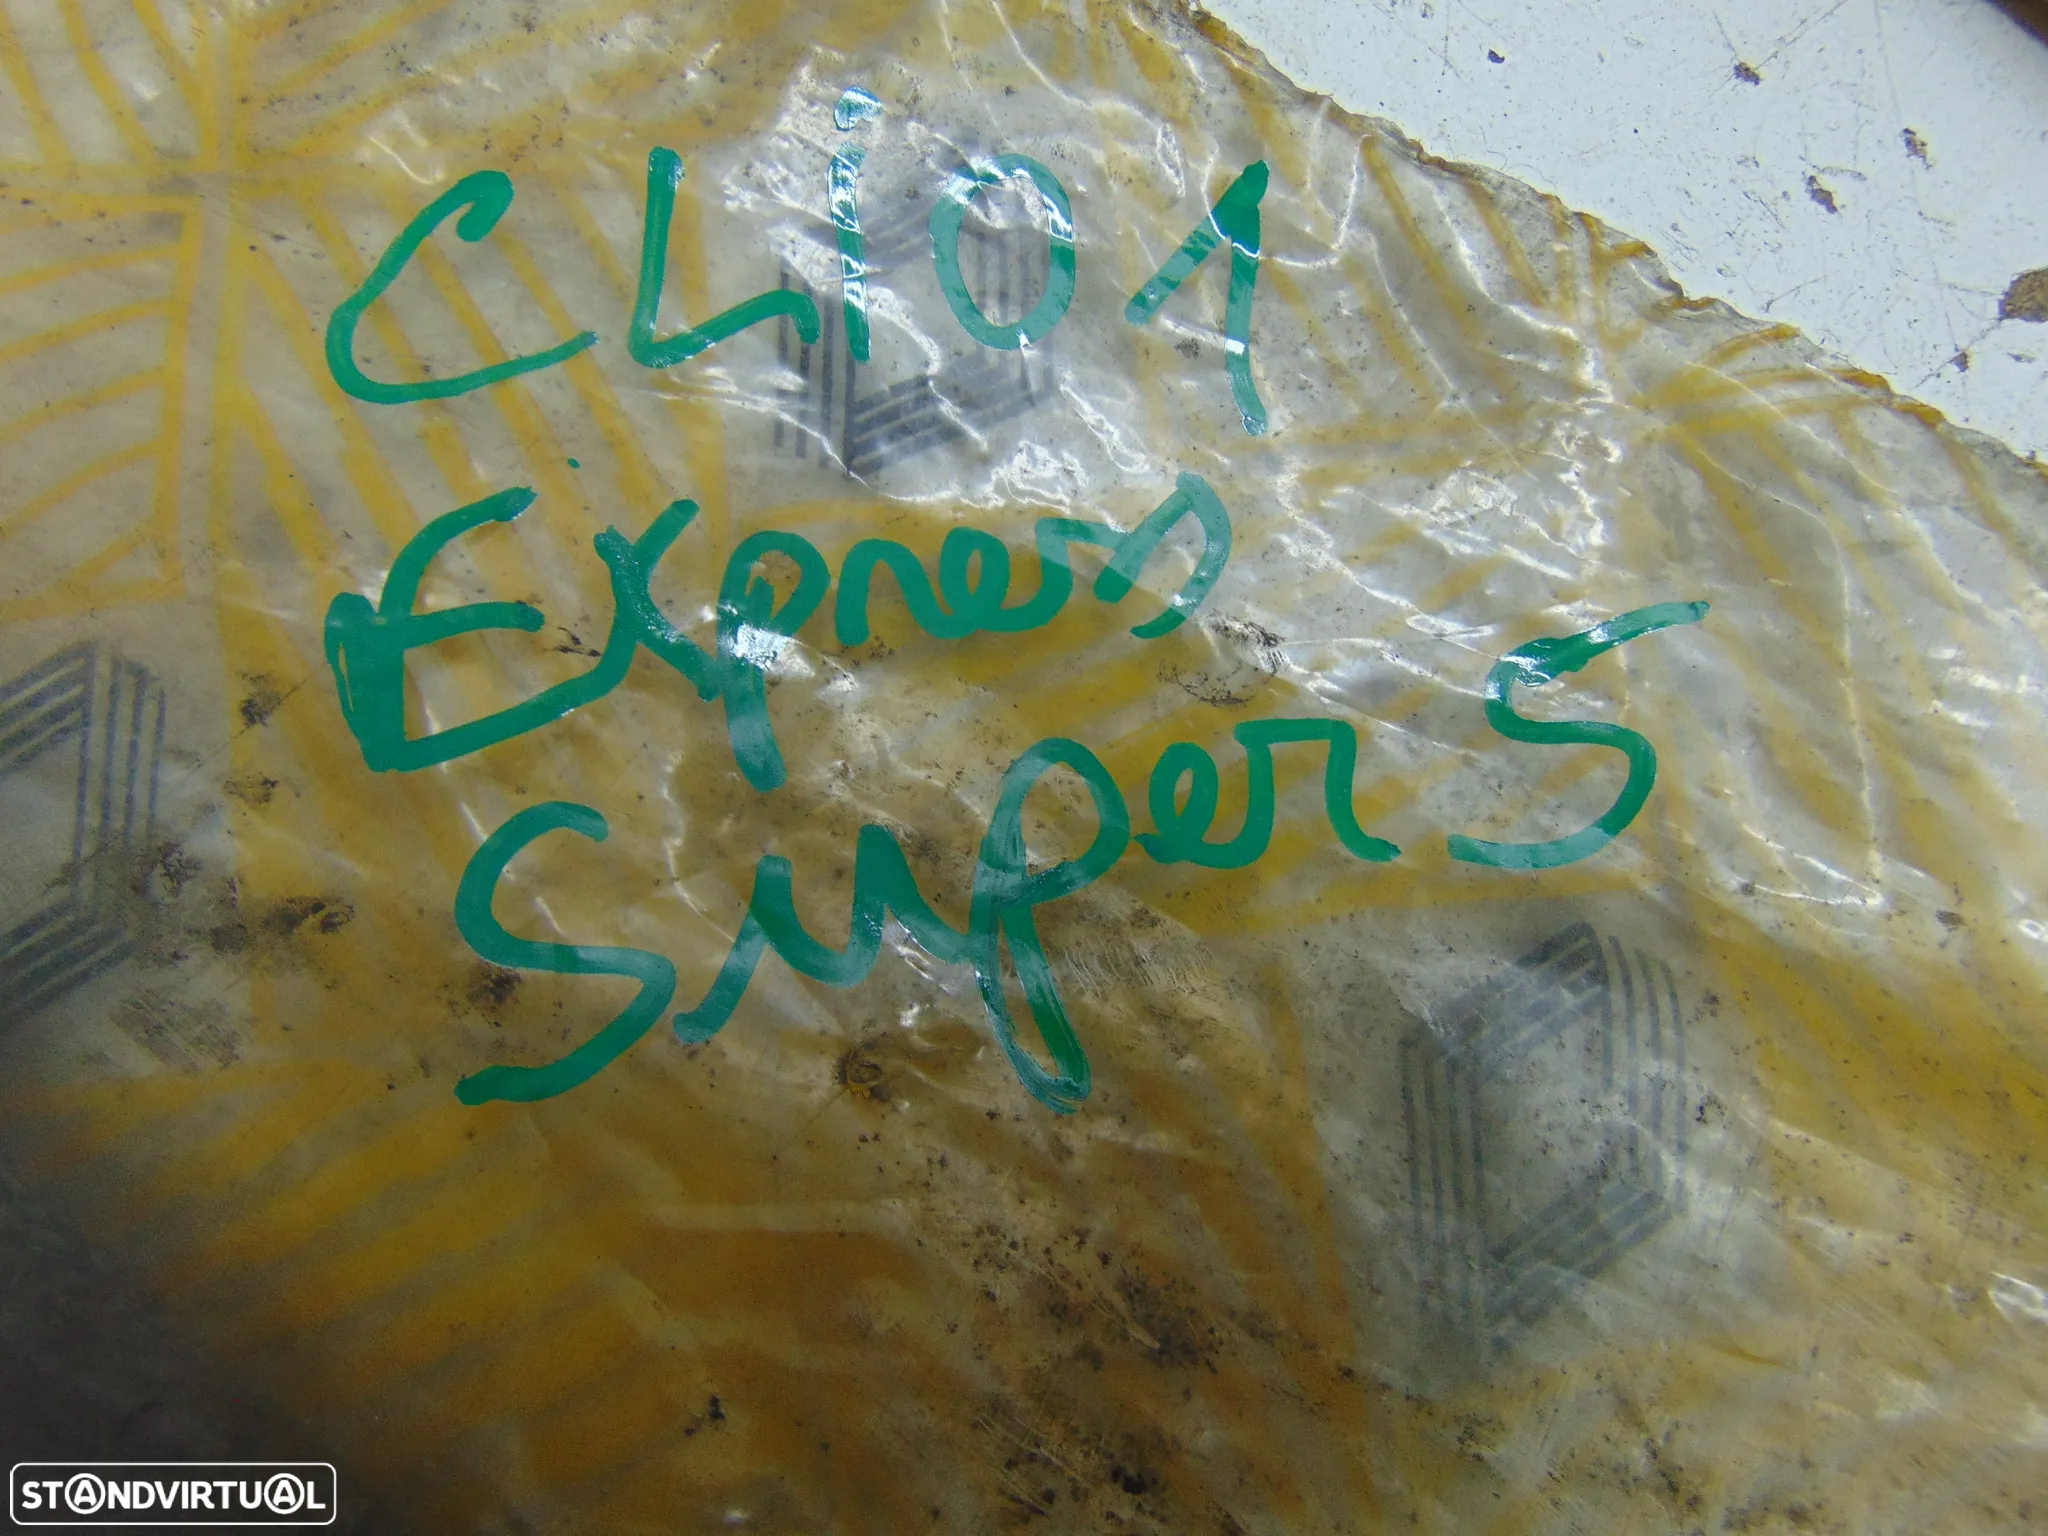 CLiO 1
Express
Super 5
STANDVIRTUAL